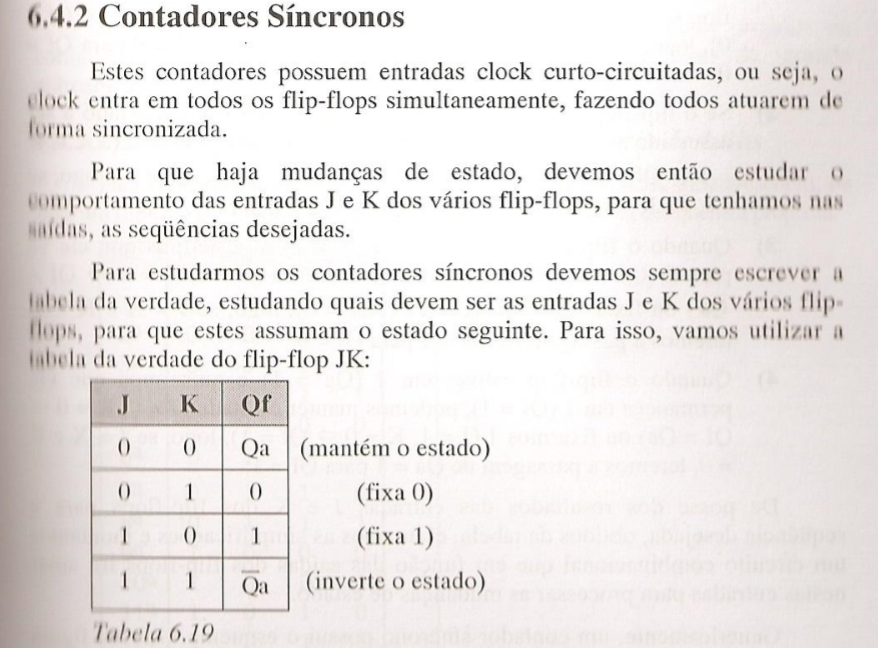 6.4.2 Contadores Síncronos
Estes contadores possuem entradas clock curto-circuitadas, ou seja, o
clock entra em todos os flip-flops simultaneamente, fazendo todos atuarem de
forma sincronizada.
Para que haja mudanças de estado, devemos então estudar o
comportamento das entradas J e K dos vários flip-flops, para que tenhamos nas
saídas, as seqüências desejadas.
Para estudarmos os contadores síncronos devemos sempre escrever a
tabela da verdade, estudando quais devem ser as entradas J e K dos vários flip-
flops, para que estes assumam o estado seguinte. Para isso, vamos utilizar a
tabela da verdade do flip-flop JK:
J K Qf
0 0 Qa (mantém o estado)
0 1 0 (fixa 0)
1 0 1 (fixa 1)
1 1 Q̅a̅ (inverte o estado)
Tabela 6.19